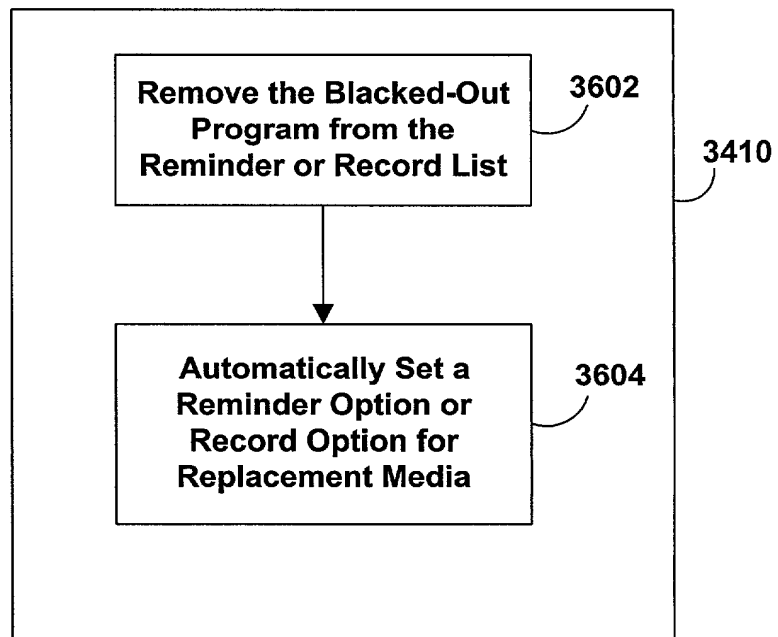 Remove the Blacked-Out
Program from the
Reminder or Record List
3602
3410
Automatically Set a
Reminder Option or
Record Option for
Replacement Media
3604